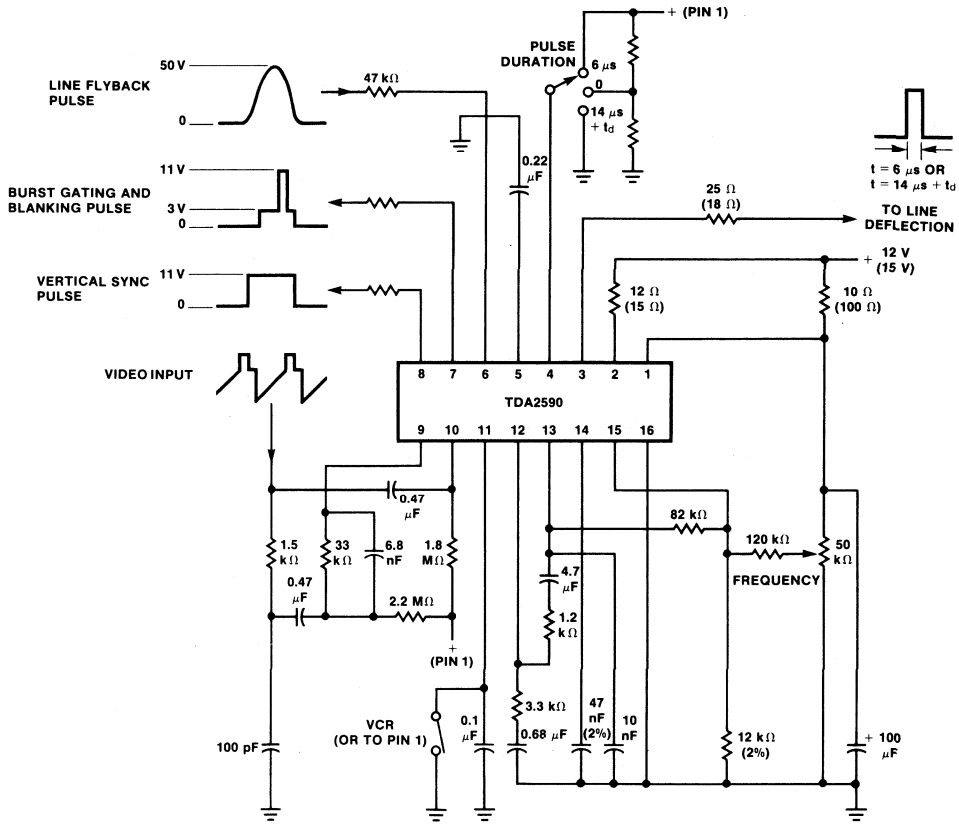 + (PIN 1)
PULSE
DURATION
6 μs
0
14 μs
+ td
50 V
0
LINE FLYBACK
PULSE
47 kΩ
0.22
μF
t = 6 μs OR
t = 14 μs + td
11 V
3 V
0
BURST GATING AND
BLANKING PULSE
25 Ω
(18 Ω)
TO LINE
DEFLECTION
11 V
0
VERTICAL SYNC
PULSE
12 Ω
(15 Ω)
+ 12 V
(15 V)
10 Ω
(100 Ω)
VIDEO INPUT
8 7 6 5 4 3 2 1
TDA2590
9 10 11 12 13 14 15 16
0.47
μF
1.5
kΩ
33
kΩ
6.8
nF
1.8
MΩ
82 kΩ
120 kΩ
FREQUENCY
50
kΩ
0.47
μF
2.2 MΩ
4.7
μF
1.2
kΩ
+
(PIN 1)
VCR
(OR TO PIN 1)
100 pF
0.1
μF
3.3 kΩ
0.68 μF
47
nF
(2%)
10
nF
12 kΩ
(2%)
+ 100
μF